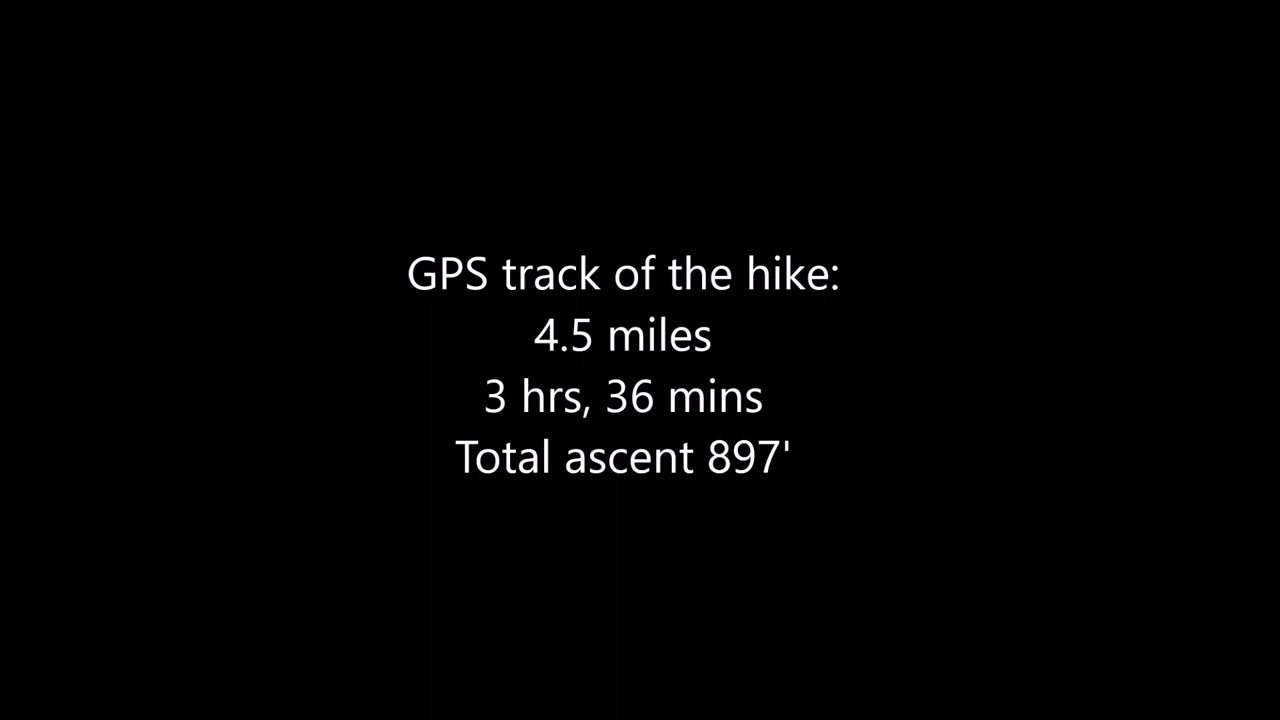 GPS track of the hike:
4.5 miles
3 hrs, 36 mins
Total ascent 897'